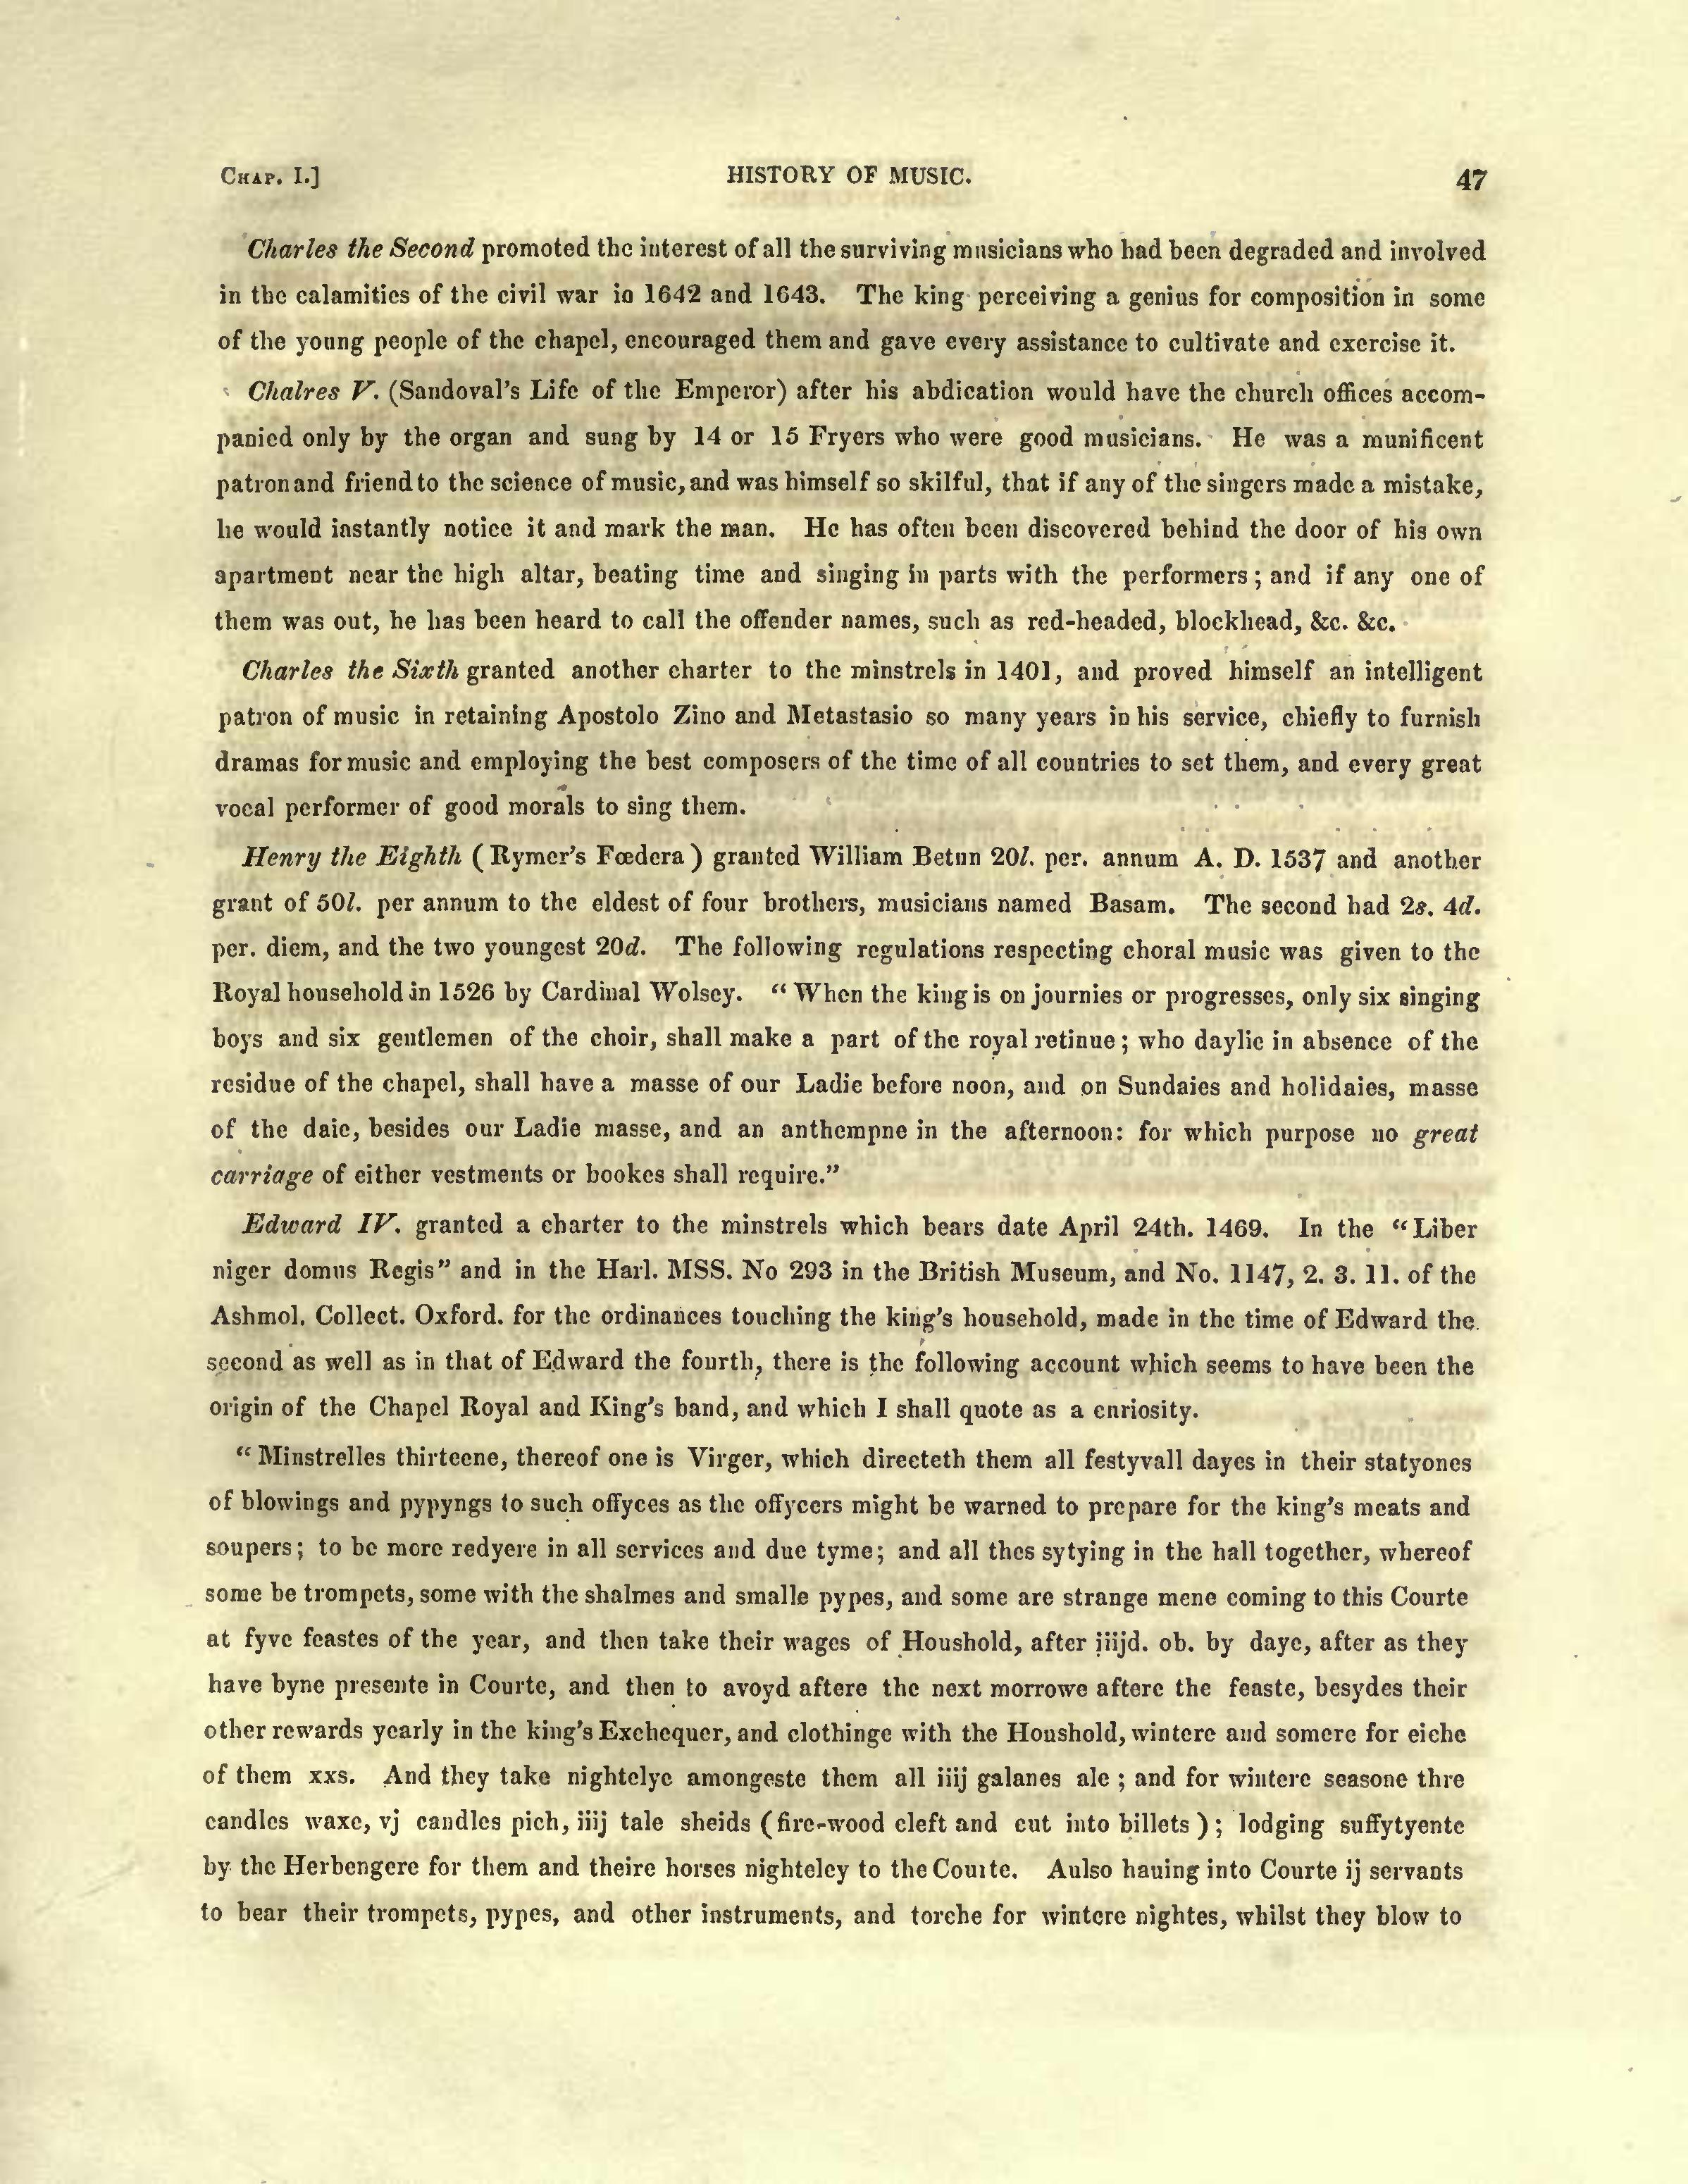 CHAP. I.] HISTORY OF MUSIC. 47
Charles the Second promoted the interest of all the surviving musicians who had been degraded and involved
in the calamities of the civil war in 1642 and 1643. The king perceiving a genius for composition in some
of the young people of the chapel, encouraged them and gave every assistance to cultivate and exercise it.
Chalres V. (Sandoval's Life of the Emperor) after his abdication would have the church offices accom-
panied only by the organ and sung by 14 or 15 Fryers who were good musicians. He was a munificent
patron and friend to the science of music, and was himself so skilful, that if any of the singers made a mistake,
he would instantly notice it and mark the man. He has often been discovered behind the door of his own
apartment near the high altar, beating time and singing in parts with the performers; and if any one of
them was out, he has been heard to call the offender names, such as red-headed, blockhead, &c. &c.
Charles the Sixth granted another charter to the minstrels in 1401, and proved himself an intelligent
patron of music in retaining Apostolo Zino and Metastasio so many years in his service, chiefly to furnish
dramas for music and employing the best composers of the time of all countries to set them, and every great
vocal performer of good morals to sing them.
Henry the Eighth (Rymer's Fœdera) granted William Betun 20l. per. annum A. D. 1537 and another
grant of 50l. per annum to the eldest of four brothers, musicians named Basam. The second had 2s. 4d.
per. diem, and the two youngest 20d. The following regulations respecting choral music was given to the
Royal household in 1526 by Cardinal Wolsey. "When the king is on journies or progresses, only six singing
boys and six gentlemen of the choir, shall make a part of the royal retinue; who daylie in absence of the
residue of the chapel, shall have a masse of our Ladie before noon, and on Sundaies and holidaies, masse
of the daie, besides our Ladie masse, and an anthempne in the afternoon: for which purpose no great
carriage of either vestments or bookes shall require."
Edward IV. granted a charter to the minstrels which bears date April 24th. 1469. In the "Liber
niger domus Regis" and in the Harl. MSS. No 293 in the British Museum, and No. 1147, 2. 3. 11. of the
Ashmol. Collect. Oxford. for the ordinances touching the king's household, made in the time of Edward the
second as well as in that of Edward the fourth, there is the following account which seems to have been the
origin of the Chapel Royal and King's band, and which I shall quote as a curiosity.
"Minstrelles thirteene, thereof one is Virger, which directeth them all festyvall dayes in their statyones
of blowings and pypyngs to such offyces as the offycers might be warned to prepare for the king's meats and
soupers; to be more redyere in all services and due tyme; and all thes sytying in the hall together, whereof
some be trompets, some with the shalmes and smalle pypes, and some are strange mene coming to this Courte
at fyve feastes of the year, and then take their wages of Houshold, after iiijd. ob. by daye, after as they
have byne presente in Courte, and then to avoyd aftere the next morrowe aftere the feaste, besydes their
other rewards yearly in the king's Exchequer, and clothinge with the Houshold, wintere and somere for eiche
of them xxs. And they take nightelye amongeste them all iiij galanes ale; and for wintere seasone thre
candles waxe, vj candles pich, iiij tale sheids (fire-wood cleft and cut into billets); lodging suffytyente
by the Herbengere for them and theire horses nighteley to the Courte. Aulso hauing into Courte ij servants
to bear their trompets, pypes, and other instruments, and torche for wintere nightes, whilst they blow to